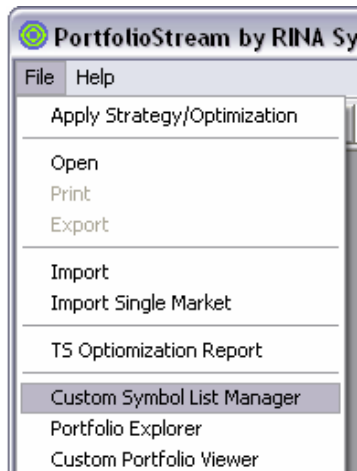 PortfolioStream by RINA Sy
File Help
Apply Strategy/Optimization
Open
Print
Export
Import
Import Single Market
TS Optiomization Report
Custom Symbol List Manager
Portfolio Explorer
Custom Portfolio Viewer